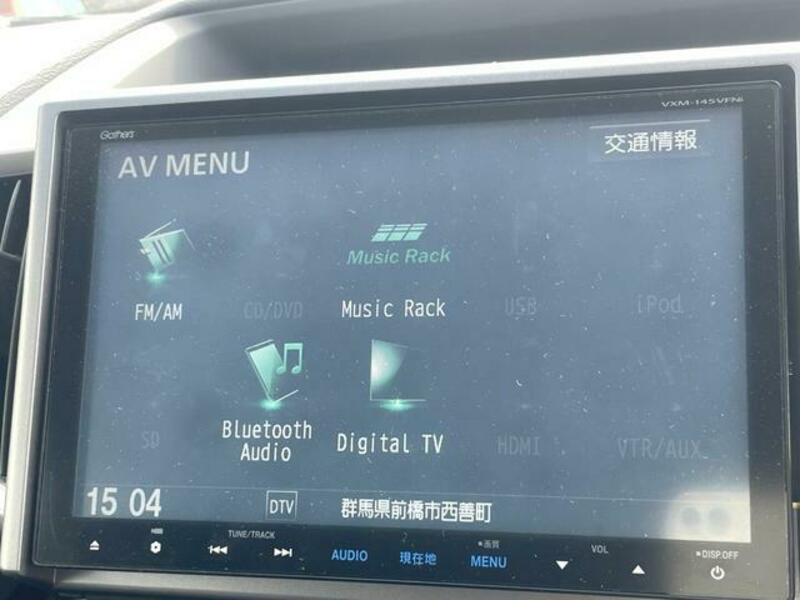 Gathers
VXM-145VFNi
AV MENU
交通情報
Music Rack
FM/AM
CD/DVD
Music Rack
USB
iPod
SD
Bluetooth
Audio
Digital TV
HDMI
VTR/AUX
15 04
DTV
群馬県前橋市西善町
TUNE/TRACK
AUDIO
現在地
画質
MENU
VOL
DISP OFF